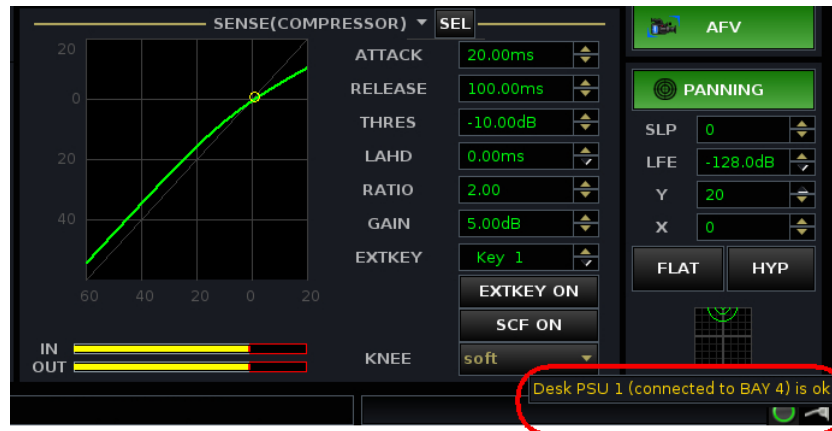 SENSE(COMPRESSOR) SEL
20
0
20
40
60 40 20 0 20
IN
OUT
ATTACK 20.00ms
RELEASE 100.00ms
THRES -10.00dB
LAHD 0.00ms
RATIO 2.00
GAIN 5.00dB
EXTKEY Key 1
EXTKEY ON
SCF ON
KNEE soft
AFV
PANNING
SLP 0
LFE -128.0dB
Y 20
X 0
FLAT HYP
Desk PSU 1 (connected to BAY 4) is ok